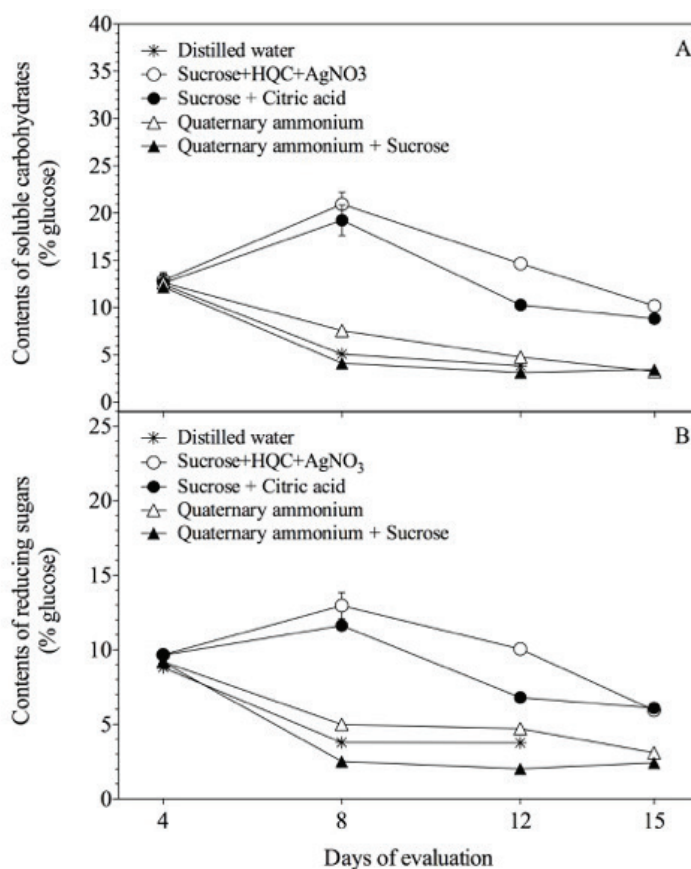 40
35
30
25
20
15
10
5
0
Contents of soluble carbohydrates
(% glucose)
A
Distilled water
Sucrose+HQC+AgNO3
Sucrose + Citric acid
Quaternary ammonium
Quaternary ammonium + Sucrose
25
20
15
10
5
0
Contents of reducing sugars
(% glucose)
B
Distilled water
Sucrose+HQC+AgNO₃
Sucrose + Citric acid
Quaternary ammonium
Quaternary ammonium + Sucrose
4 8 12 15
Days of evaluation